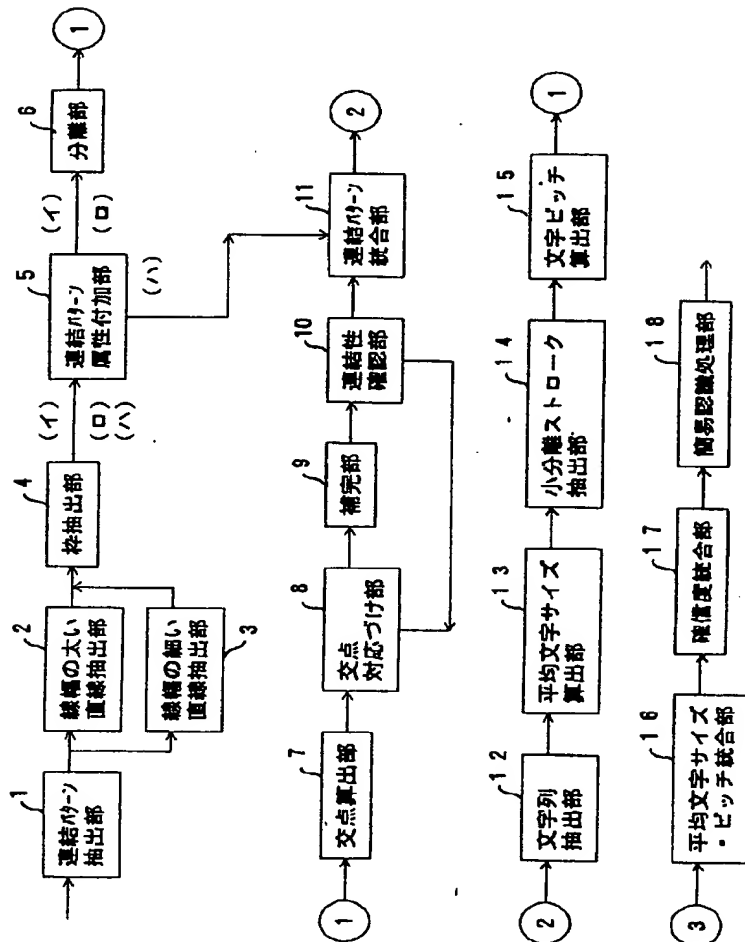 1
連結パターン
抽出部
2
線幅の太い
直線抽出部
線幅の細い
直線抽出部
3
4
枠抽出部
(イ)
(ロ)
(ハ)
5
連結パターン
属性付加部
(イ)
(ロ)
(ハ)
6
分離部
1
1
7
交点算出部
8
交点
対応づけ部
9
補完部
10
連結性
確認部
11
連結パターン
統合部
2
2
12
文字列
抽出部
13
平均文字サイズ
算出部
14
小分離ストローク
抽出部
15
文字ピッチ
算出部
1
3
16
平均文字サイズ
・ピッチ統合部
17
確信度統合部
18
簡易認識処理部